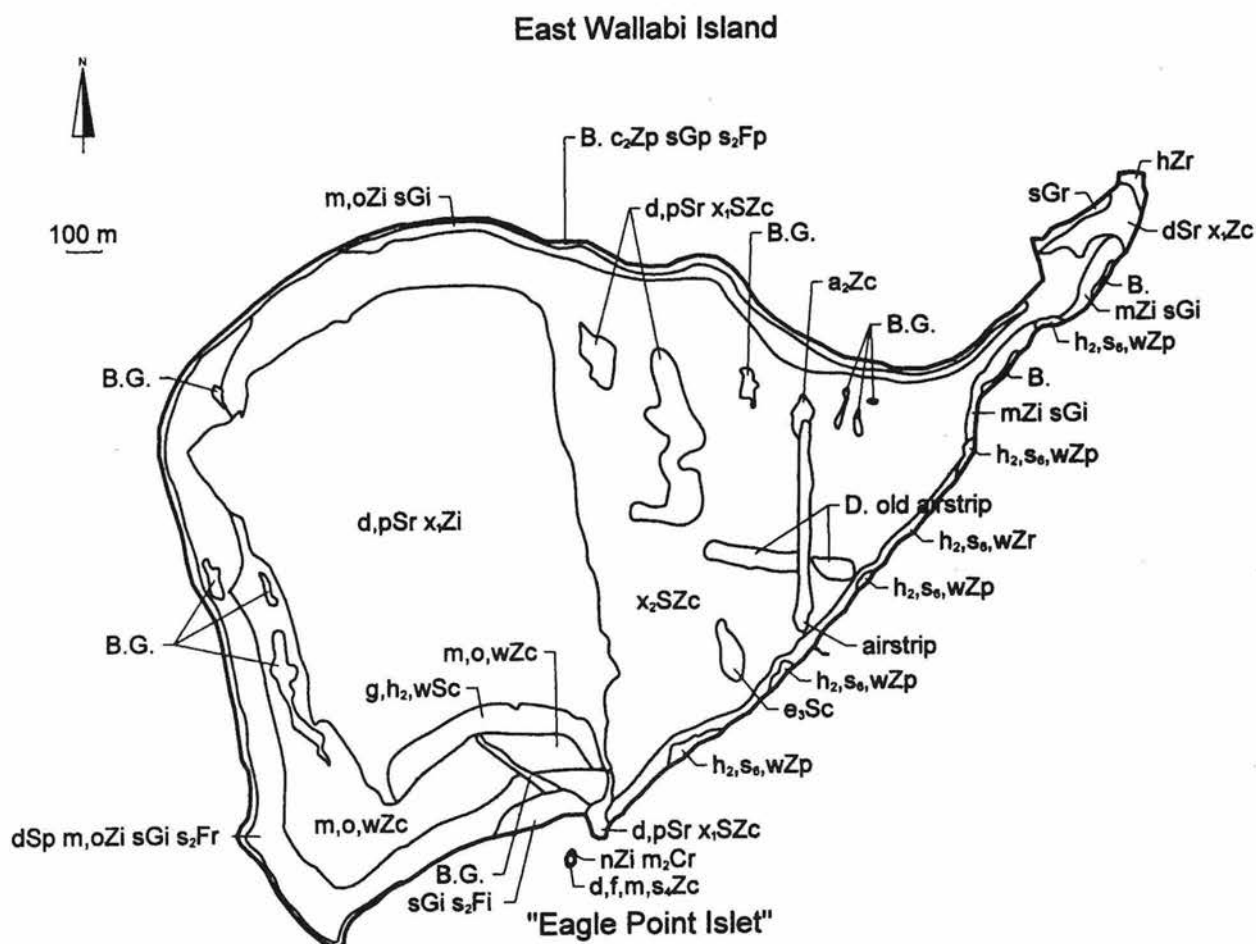 East Wallabi Island
N
100 m
B. c₂Zp sGp s₂Fp
hZr
m,oZi sGi
sGr
d,pSr x₁SZc
dSr x₁Zc
B.G.
a₂Zc
B.
mZi sGi
B.G.
h₂,s₆,wZp
B.G.
B.
mZi sGi
h₂,s₆,wZp
D. old airstrip
d,pSr x₁Zi
h₂,s₆,wZr
h₂,s₆,wZp
x₂SZc
B.G.
airstrip
m,o,wZc
g,h₂,wSc
h₂,s₆,wZp
e₃Sc
h₂,s₆,wZp
m,o,wZc
dSp m,oZi sGi s₂Fr
d,pSr x₁SZc
nZi m₂Cr
B.G.
d,f,m,s₄Zc
sGi s₂Fi
"Eagle Point Islet"